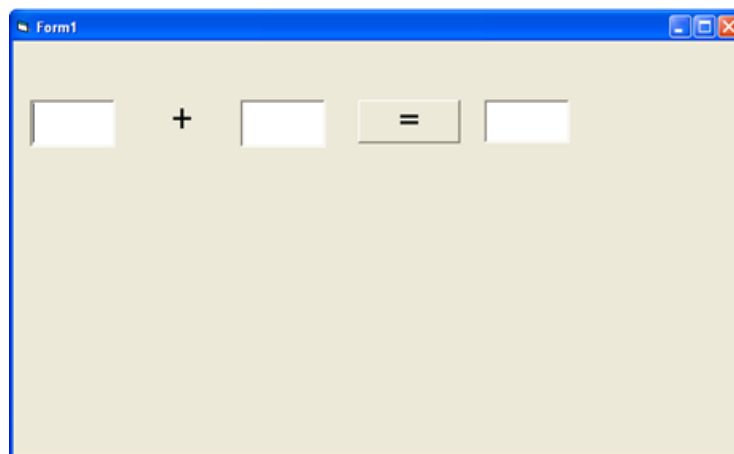 Form1
+ =